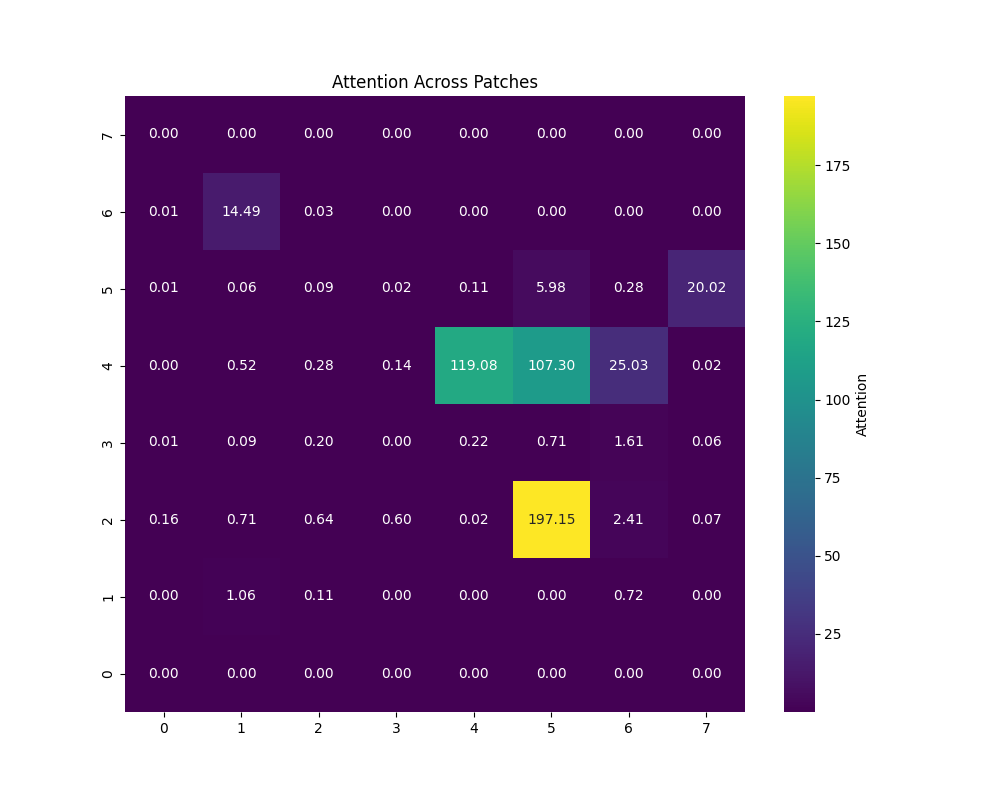 Attention Across Patches
7 0.00 0.00 0.00 0.00 0.00 0.00 0.00 0.00
6 0.01 14.49 0.03 0.00 0.00 0.00 0.00 0.00
5 0.01 0.06 0.09 0.02 0.11 5.98 0.28 20.02
4 0.00 0.52 0.28 0.14 119.08 107.30 25.03 0.02
3 0.01 0.09 0.20 0.00 0.22 0.71 1.61 0.06
2 0.16 0.71 0.64 0.60 0.02 197.15 2.41 0.07
1 0.00 1.06 0.11 0.00 0.00 0.00 0.72 0.00
0 0.00 0.00 0.00 0.00 0.00 0.00 0.00 0.00
0 1 2 3 4 5 6 7
175
150
125
100
75
50
25
Attention